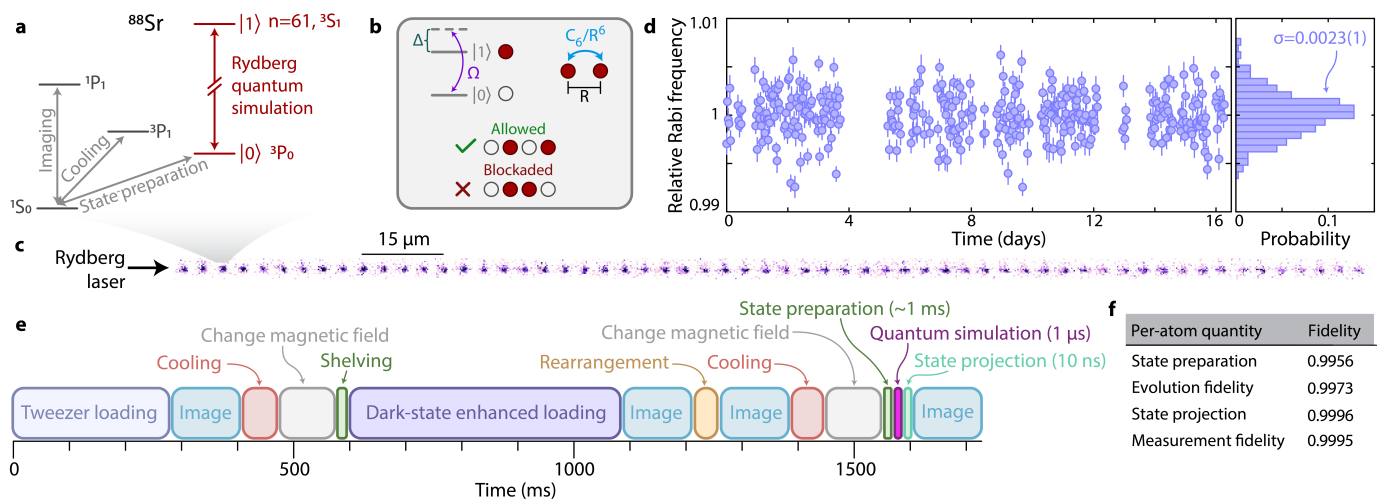 a
⁸⁸Sr
|1⟩ n=61, ³S₁
Rydberg
quantum
simulation
¹P₁
³P₁
|0⟩ ³P₀
¹S₀
Imaging
Cooling
State preparation
b
Δ
|1⟩
Ω
|0⟩
C₆/R⁶
R
Allowed
Blockaded
c
Rydberg
laser
15 μm
d
Relative Rabi frequency
1.01
1
0.99
0
4
8
12
16
Time (days)
σ=0.0023(1)
0
0.1
Probability
e
Change magnetic field
Cooling
Shelving
Rearrangement
Change magnetic field
Cooling
State preparation (~1 ms)
Quantum simulation (1 μs)
State projection (10 ns)
Tweezer loading
Image
Dark-state enhanced loading
Image
Image
Image
0
500
1000
1500
Time (ms)
f
Per-atom quantity Fidelity
State preparation 0.9956
Evolution fidelity 0.9973
State projection 0.9996
Measurement fidelity 0.9995